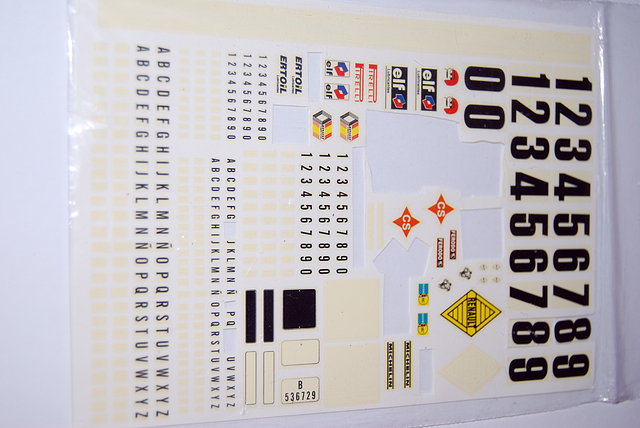 A B C D E F G H I J K L M N Ñ O P Q R S T U V W X Y Z
A B C D E F G H I J K L M N Ñ O P Q R S T U V W X Y Z
1 2 3 4 5 6 7 8 9 0
1 2 3 4 5 6 7 8 9 0
1 2 3 4 5 6 7 8 9 0
A B C D E F G H I J K L M N Ñ O P Q R S T U V W X Y Z
A B C D E F G J K L M N Ñ P Q U V W X Y Z
ERTOIL
ERTOIL
elf
elf
PIRELLI
PIRELLI
elf
elf
1 2 3 4 5 6 7 8 9 0
1 2 3 4 5 6 7 8 9 0
1 2 3 4 5 6 7 8 9 0
CS
CS
FERODO
FERODO
RENAULT
MICHELIN
MICHELIN
B
536729
0
0
1 2 3 4 5 6 7 8 9
1 2 3 4 5 6 7 8 9